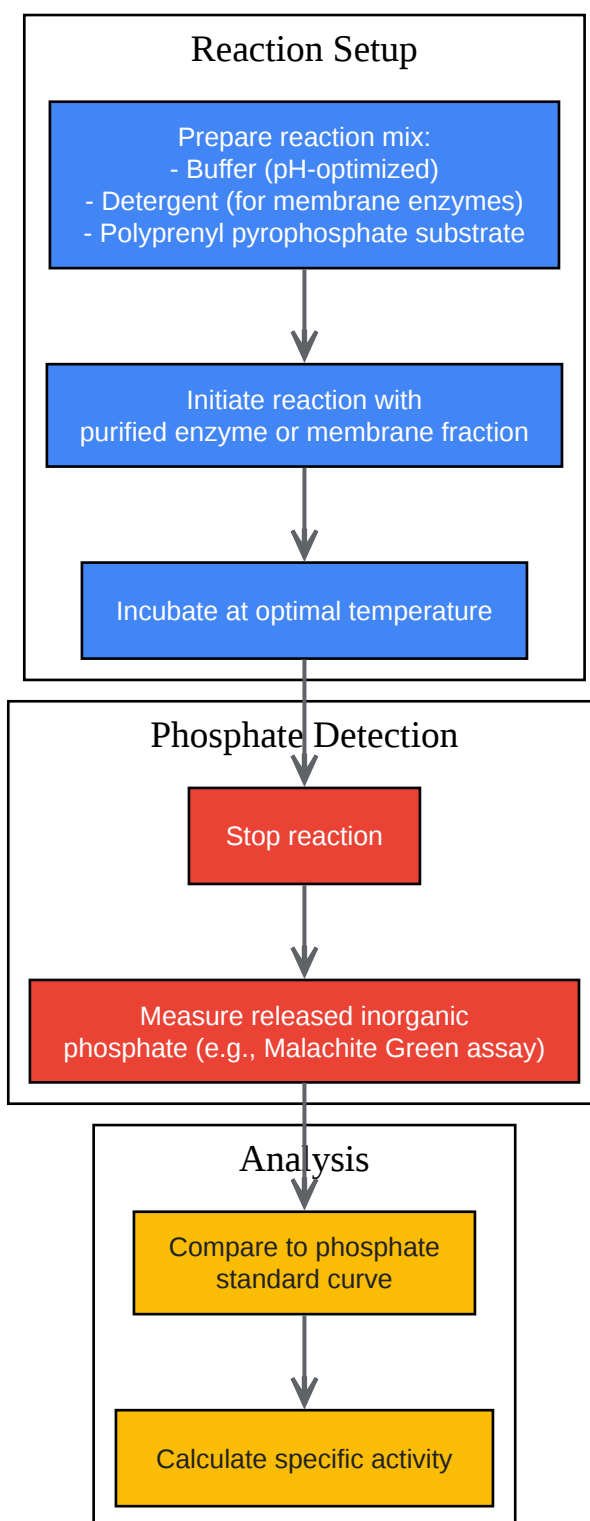 Reaction Setup
Prepare reaction mix:
- Buffer (pH-optimized)
- Detergent (for membrane enzymes)
- Polyprenyl pyrophosphate substrate
Initiate reaction with
purified enzyme or membrane fraction
Incubate at optimal temperature
Phosphate Detection
Stop reaction
Measure released inorganic
phosphate (e.g., Malachite Green assay)
Analysis
Compare to phosphate
standard curve
Calculate specific activity